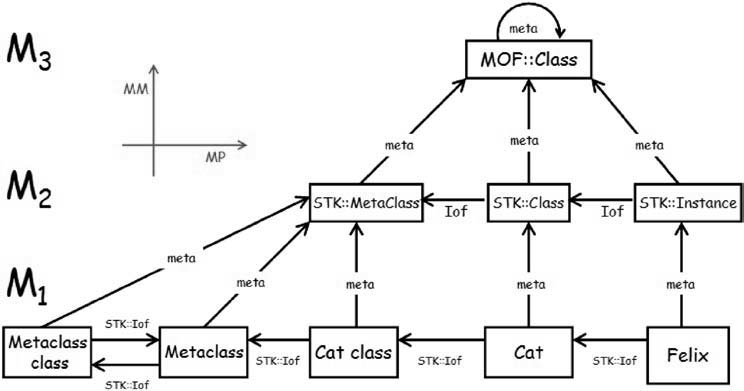 M3
meta
MOF::Class
MM
MP
meta
meta
meta
M2
STK::MetaClass
Iof
STK::Class
Iof
STK::Instance
meta
meta
meta
meta
meta
M1
Metaclass
class
STK::Iof
STK::Iof
Metaclass
STK::Iof
Cat class
STK::Iof
Cat
STK::Iof
Felix